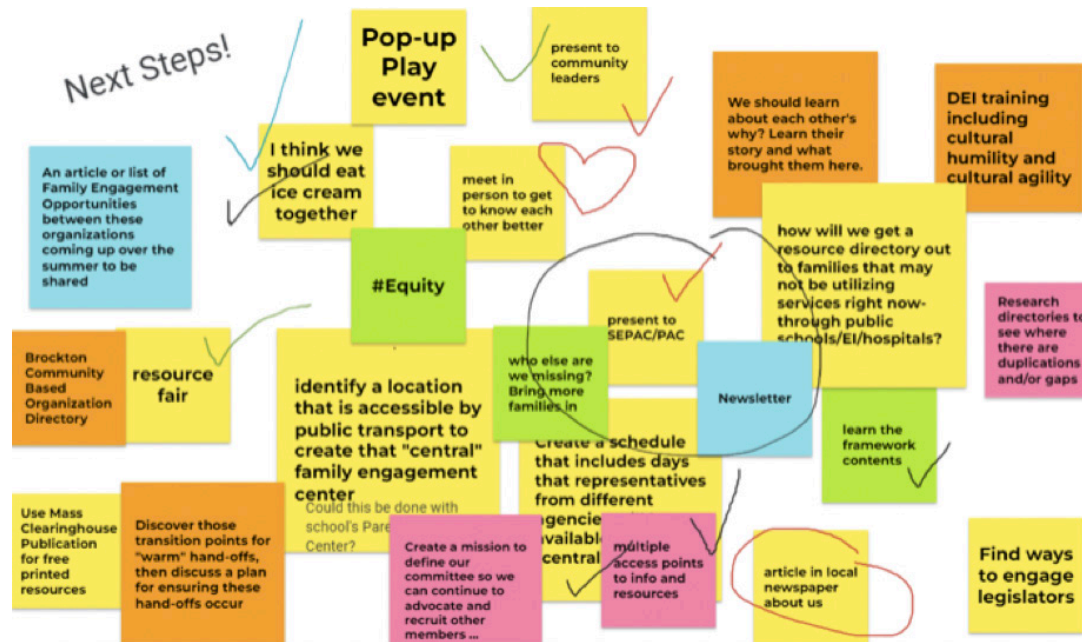 Next Steps!
Pop-up
Play
event
present to
community
leaders
We should learn
about each other's
why? Learn their
story and what
brought them here.
DEI training
including
cultural
humility and
cultural agility
An article or list of
Family Engagement
Opportunities
between these
organizations
coming up over the
summer to be
shared
I think we
should eat
ice cream
together
meet in
person to get
to know each
other better
how will we get a
resource directory out
to families that may
not be utilizing
services right now-
through public
schools/EI/hospitals?
#Equity
present to
SEPAC/PAC
Research
directories to
see where
there are
duplications
and/or gaps
Brockton
Community
Based
Organization
Directory
resource
fair
identify a location
that is accessible by
public transport to
create that "central"
family engagement
center
Could this be done with
school's
Center?
who else are
we missing?
Bring more
families in
Newsletter
learn the
framework
contents
Create a schedule
that includes days
that representatives
from different
central
Use Mass
Clearinghouse
Publication
for free
printed
resources
Discover those
transition points for
"warm" hand-offs,
then discuss a plan
for ensuring these
hand-offs occur
Create a mission to
define our
committee so we
can continue to
advocate and
recruit other
members ...
multiple
access points
to info and
resources
article in local
newspaper
about us
Find ways
to engage
legislators